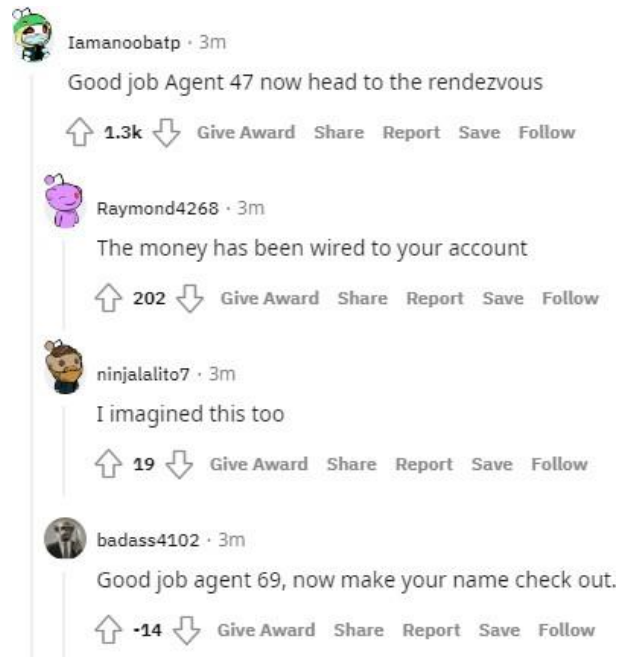 Iamanoobatp · 3m
Good job Agent 47 now head to the rendezvous
1.3k Give Award Share Report Save Follow
Raymond4268 · 3m
The money has been wired to your account
202 Give Award Share Report Save Follow
ninjalalito7 · 3m
I imagined this too
19 Give Award Share Report Save Follow
badass4102 · 3m
Good job agent 69, now make your name check out.
-14 Give Award Share Report Save Follow